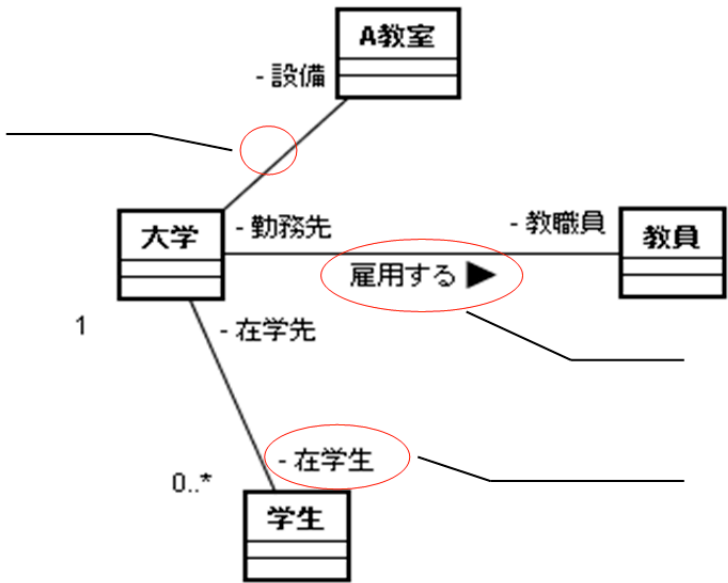 A教室
- 設備
大学
- 勤務先
- 教職員
教員
雇用する ▶
1
- 在学先
- 在学生
0..*
学生